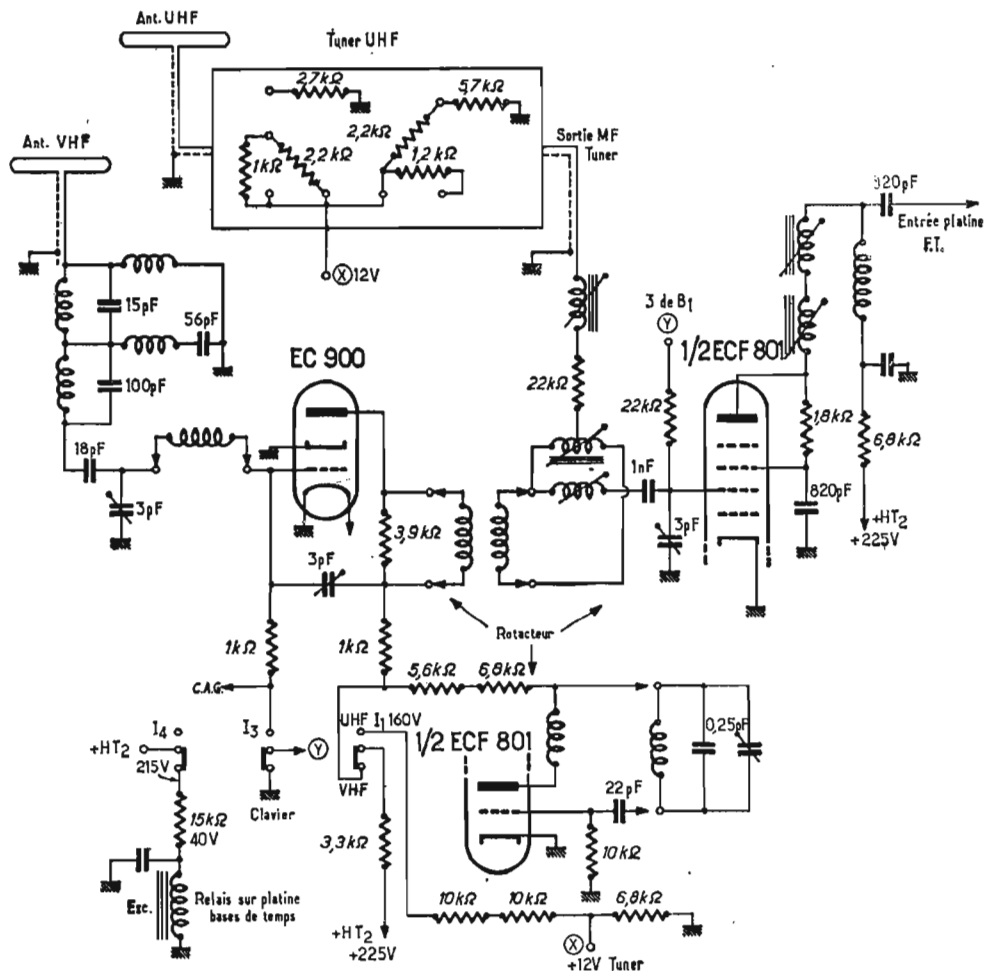 Ant. UHF
Tuner UHF
2,7kΩ
5,7kΩ
2,2kΩ
Ant. VHF
1kΩ
2,2kΩ
1,2kΩ
Sortie MF
Tuner
820pF
Entrée platine
F.I.
X 12V
15pF
56pF
100pF
EC 900
3 de B1
Y
1/2 ECF 801
22kΩ
22kΩ
1,8kΩ
6,8kΩ
18pF
1nF
820pF
3pF
3pF
3,9kΩ
+HT2
+225V
3pF
1kΩ
1kΩ
Rotacteur
C.A.G.
5,6kΩ
6,8kΩ
I4
I3
UHF I1 160V
1/2 ECF 801
0,25pF
+HT2
215V
Y
VHF
22pF
Clavier
15kΩ
40V
3,3kΩ
10kΩ
Exc.
Relais sur platine
bases de temps
10kΩ
10kΩ
6,8kΩ
+HT2
+225V
X
+12V Tuner